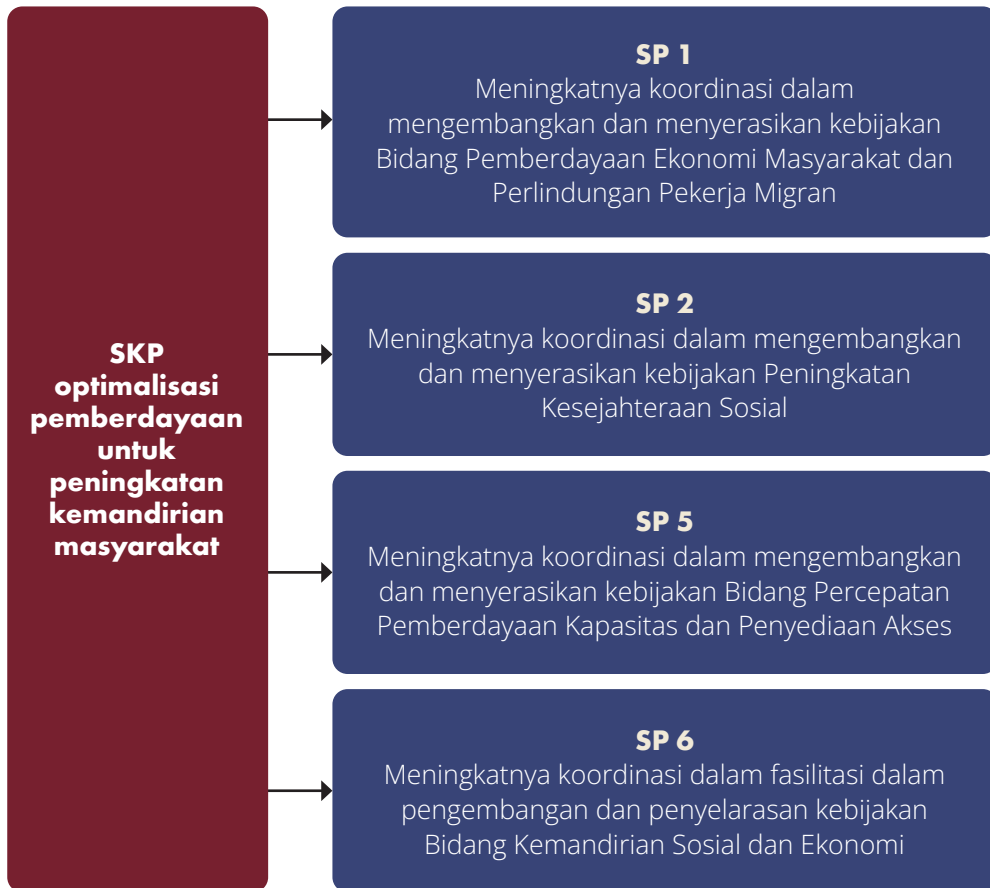 SKP
optimalisasi
pemberdayaan
untuk
peningkatan
kemandirian
masyarakat
SP 1
Meningkatnya koordinasi dalam
mengembangkan dan menyerasikan kebijakan
Bidang Pemberdayaan Ekonomi Masyarakat dan
Perlindungan Pekerja Migran
SP 2
Meningkatnya koordinasi dalam mengembangkan
dan menyerasikan kebijakan Peningkatan
Kesejahteraan Sosial
SP 5
Meningkatnya koordinasi dalam mengembangkan
dan menyerasikan kebijakan Bidang Percepatan
Pemberdayaan Kapasitas dan Penyediaan Akses
SP 6
Meningkatnya koordinasi dalam fasilitasi dalam
pengembangan dan penyelarasan kebijakan
Bidang Kemandirian Sosial dan Ekonomi